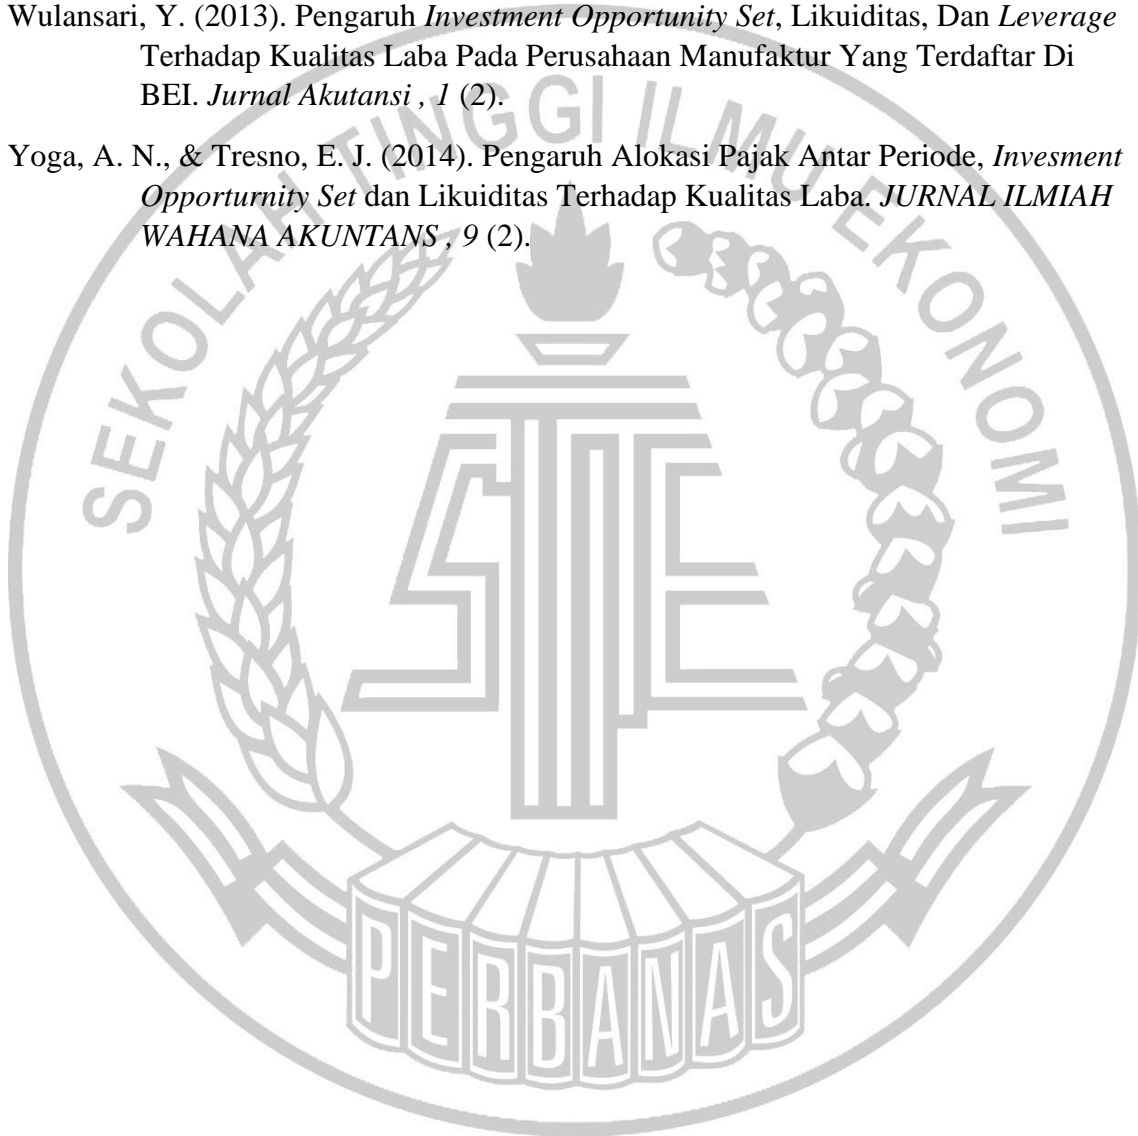 Wulansari, Y. (2013). Pengaruh Investment Opportunity Set, Likuiditas, Dan Leverage
Terhadap Kualitas Laba Pada Perusahaan Manufaktur Yang Terdaftar Di
BEI. Jurnal Akutansi , 1 (2).
Yoga, A. N., & Tresno, E. J. (2014). Pengaruh Alokasi Pajak Antar Periode, Invesment
Opporturnity Set dan Likuiditas Terhadap Kualitas Laba. JURNAL ILMIAH
WAHANA AKUNTANS , 9 (2).
SEKOLAH TINGGI ILMU EKONOMI
STIE
PERBANAS